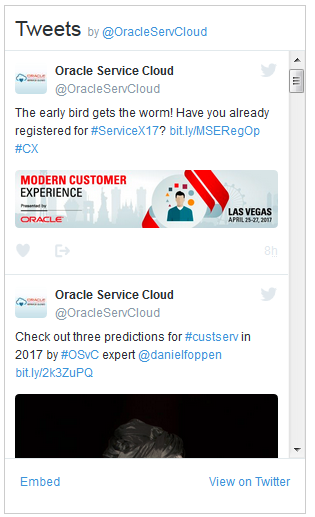 Tweets by @OracleServCloud
Oracle Service Cloud
@OracleServCloud
The early bird gets the worm! Have you already
registered for #ServiceX17? bit.ly/MSERegOp
#CX
MODERN CUSTOMER
EXPERIENCE
Presented by
ORACLE
LAS VEGAS
APRIL 25-27, 2017
8h
Oracle Service Cloud
@OracleServCloud
Check out three predictions for #custserv in
2017 by #OSvC expert @danielfoppen
bit.ly/2k3ZuPQ
Embed
View on Twitter